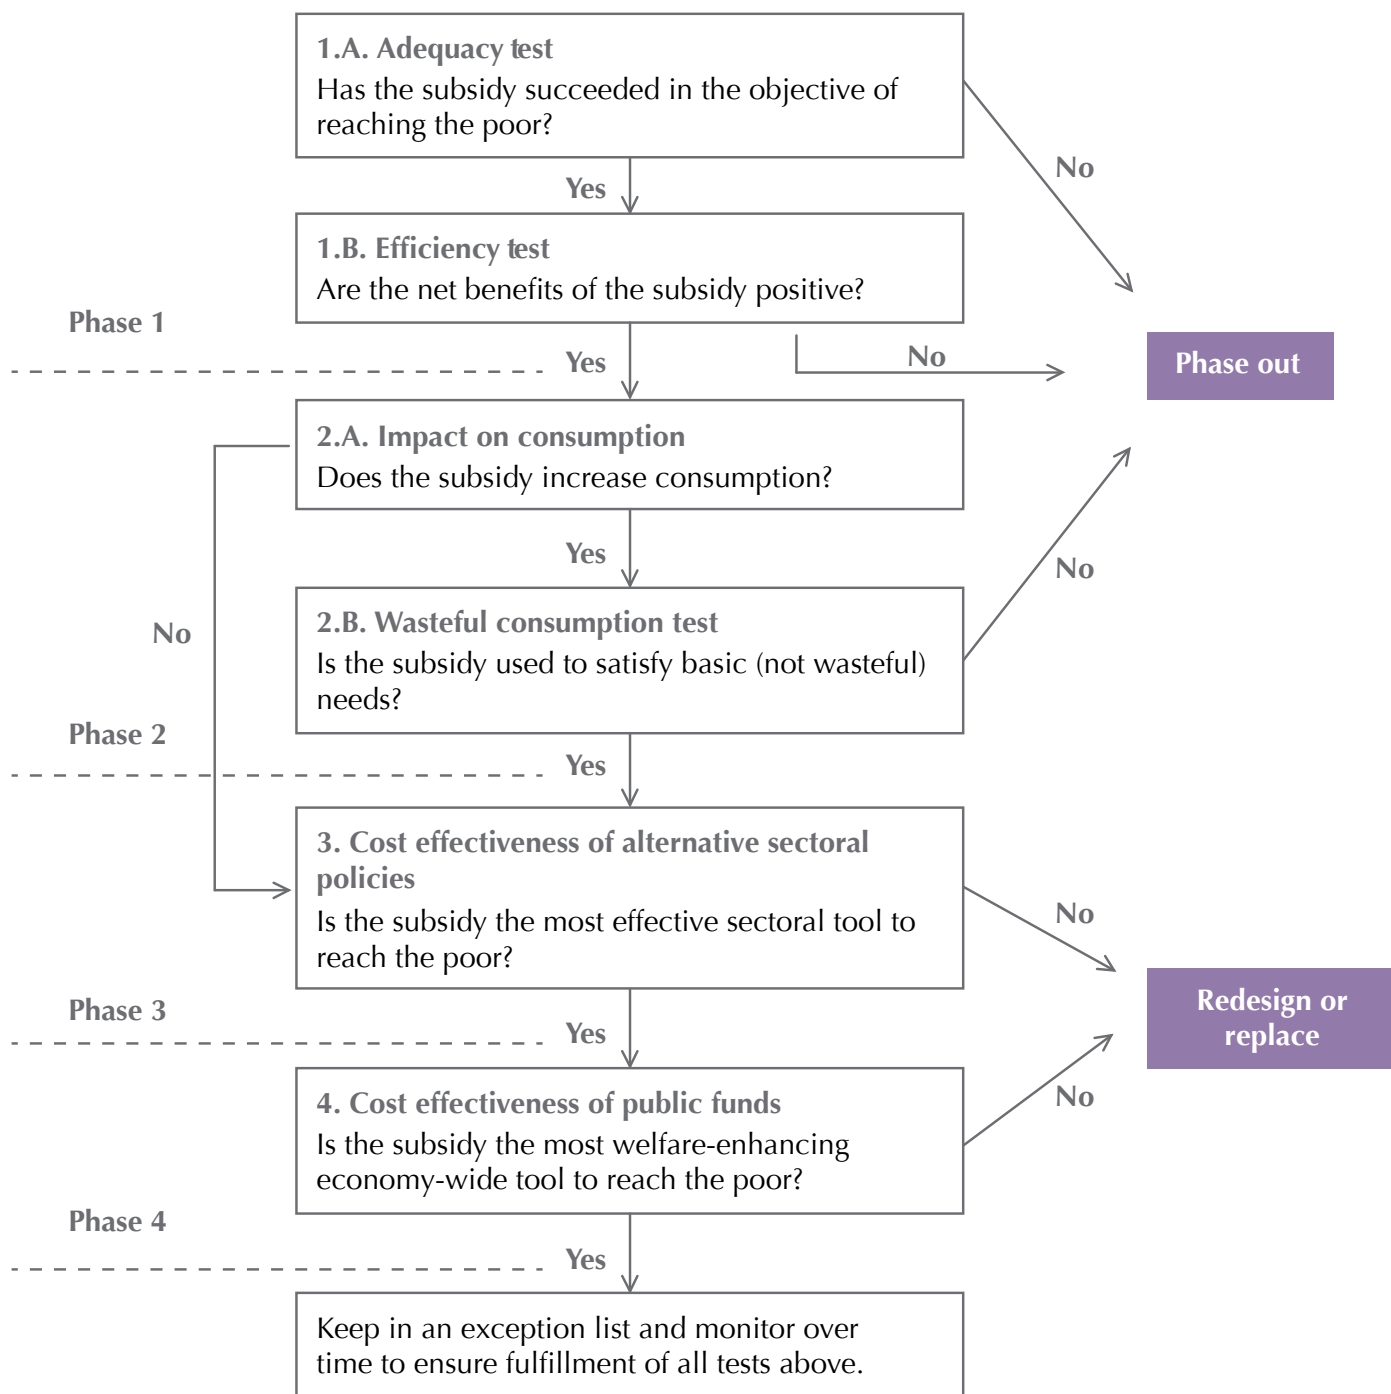 1.A. Adequacy test
Has the subsidy succeeded in the objective of
reaching the poor?
No
Yes
1.B. Efficiency test
Are the net benefits of the subsidy positive?
Phase 1
Yes
No
Phase out
2.A. Impact on consumption
Does the subsidy increase consumption?
Yes
No
2.B. Wasteful consumption test
Is the subsidy used to satisfy basic (not wasteful)
needs?
No
Phase 2
Yes
3. Cost effectiveness of alternative sectoral
policies
Is the subsidy the most effective sectoral tool to
reach the poor?
No
Redesign or
replace
Phase 3
Yes
4. Cost effectiveness of public funds
Is the subsidy the most welfare-enhancing
economy-wide tool to reach the poor?
No
Phase 4
Yes
Keep in an exception list and monitor over
time to ensure fulfillment of all tests above.